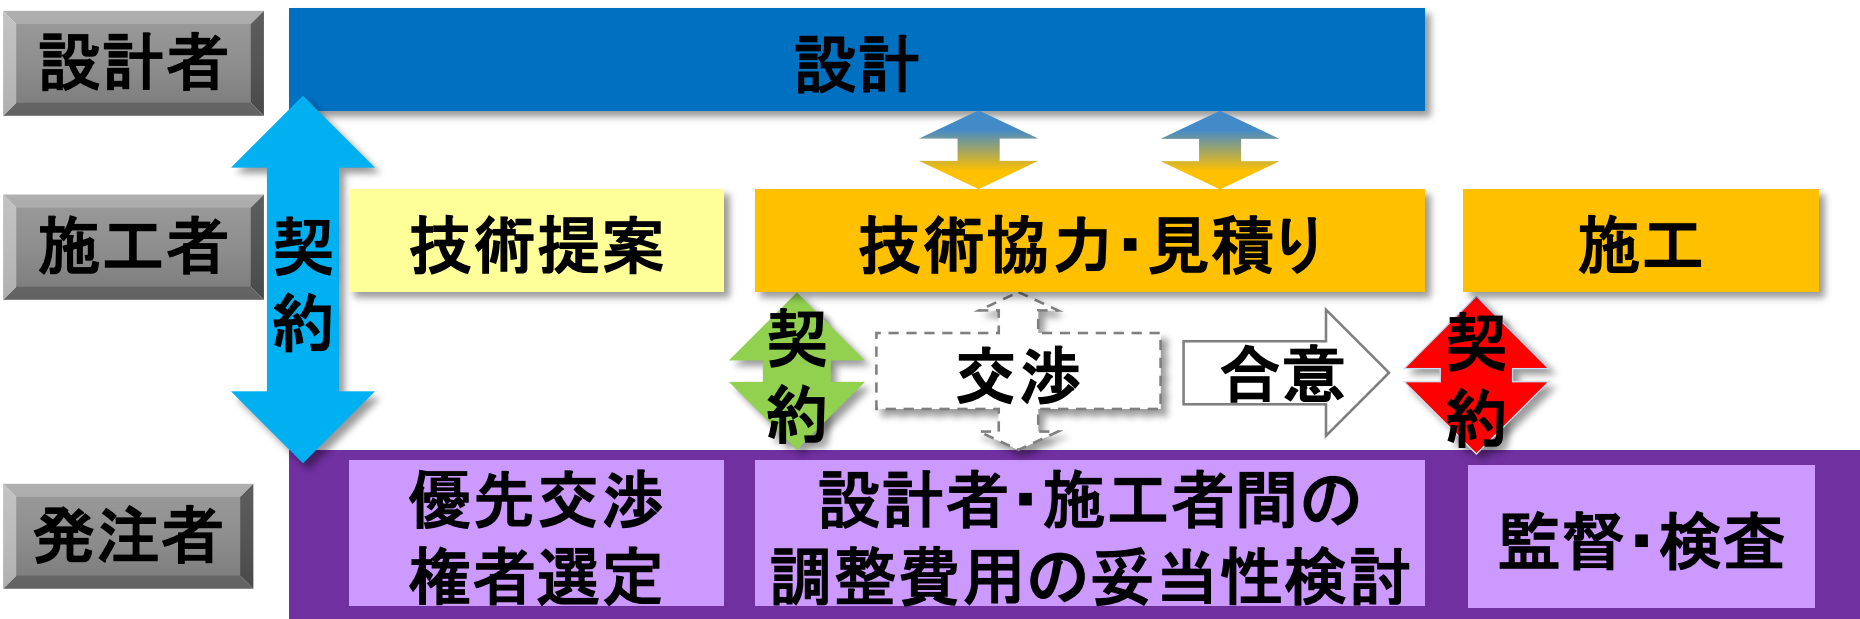 設計者
設計
施工者
契約
技術提案
技術協力・見積り
施工
契約
交渉
合意
契約
発注者
優先交渉
権者選定
設計者・施工者間の
調整費用の妥当性検討
監督・検査